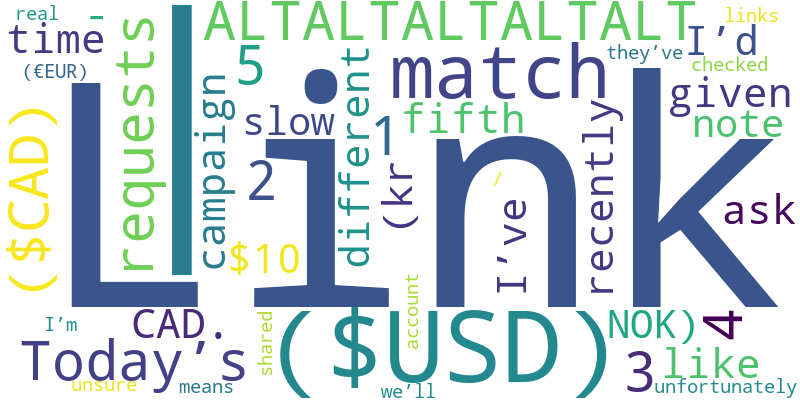 real
–
time
(€EUR)
requests
|
ALTALTALTALTALTALT
they’ve
links
I’d
checked
5
different
match
given
note
campaign
slow
1
fifth
($CAD)
Link
2
(kr
/
I’ve
recently
ask
$10
I’m
CAD.
shared
($USD)
account
NOK)
4
Today’s
3
like
unsure
means
we’ll
unfortunately